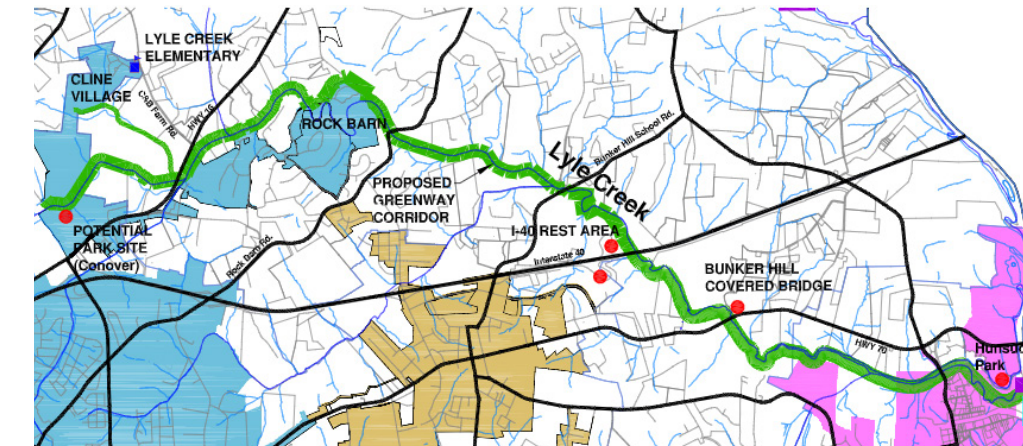 LYLE CREEK
ELEMENTARY
CLINE
VILLAGE
C&B Farm Rd.
HWY 16
ROCK BARN
Bunker Hill School Rd.
Lyle Creek
PROPOSED
GREENWAY
CORRIDOR
I-40 REST AREA
POTENTIAL
PARK SITE
(Conover)
Rock Barn Rd.
Interstate 40
BUNKER HILL
COVERED BRIDGE
HWY 70
Park